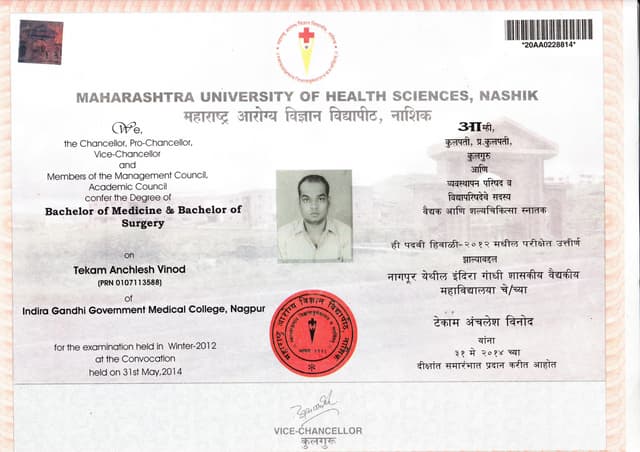 *20AA0228814*
MAHARASHTRA UNIVERSITY OF HEALTH SCIENCES, NASHIK
महाराष्ट्र आरोग्य विज्ञान विद्यापीठ, नाशिक
We,
the Chancellor, Pro-Chancellor,
Vice-Chancellor
and
Members of the Management Council,
Academic Council
confer the Degree of
Bachelor of Medicine & Bachelor of
Surgery
on
Tekam Anchlesh Vinod
(PRN 0107113588)
of
Indira Gandhi Government Medical College, Nagpur
for the examination held in Winter-2012
at the Convocation
held on 31st May,2014
आम्ही,
कुलपती, प्र.कुलपती,
कुलगुरु
आणि
व्यवस्थापन परिषद व
विद्यापरिषदेचे सदस्य
वैद्यक आणि शल्यचिकित्सा स्नातक
ही पदवी हिवाळी-२०१२ मधील परीक्षेत उत्तीर्ण
झाल्याबद्दल
नागपूर येथील इंदिरा गांधी शासकीय वैद्यकीय
महाविद्यालया चे/च्या
टेकाम अंचलेश विनोद
यांना
३१ मे २०१४ च्या
दीक्षांत समारंभात प्रदान करीत आहोत
VICE-CHANCELLOR
कुलगुरू